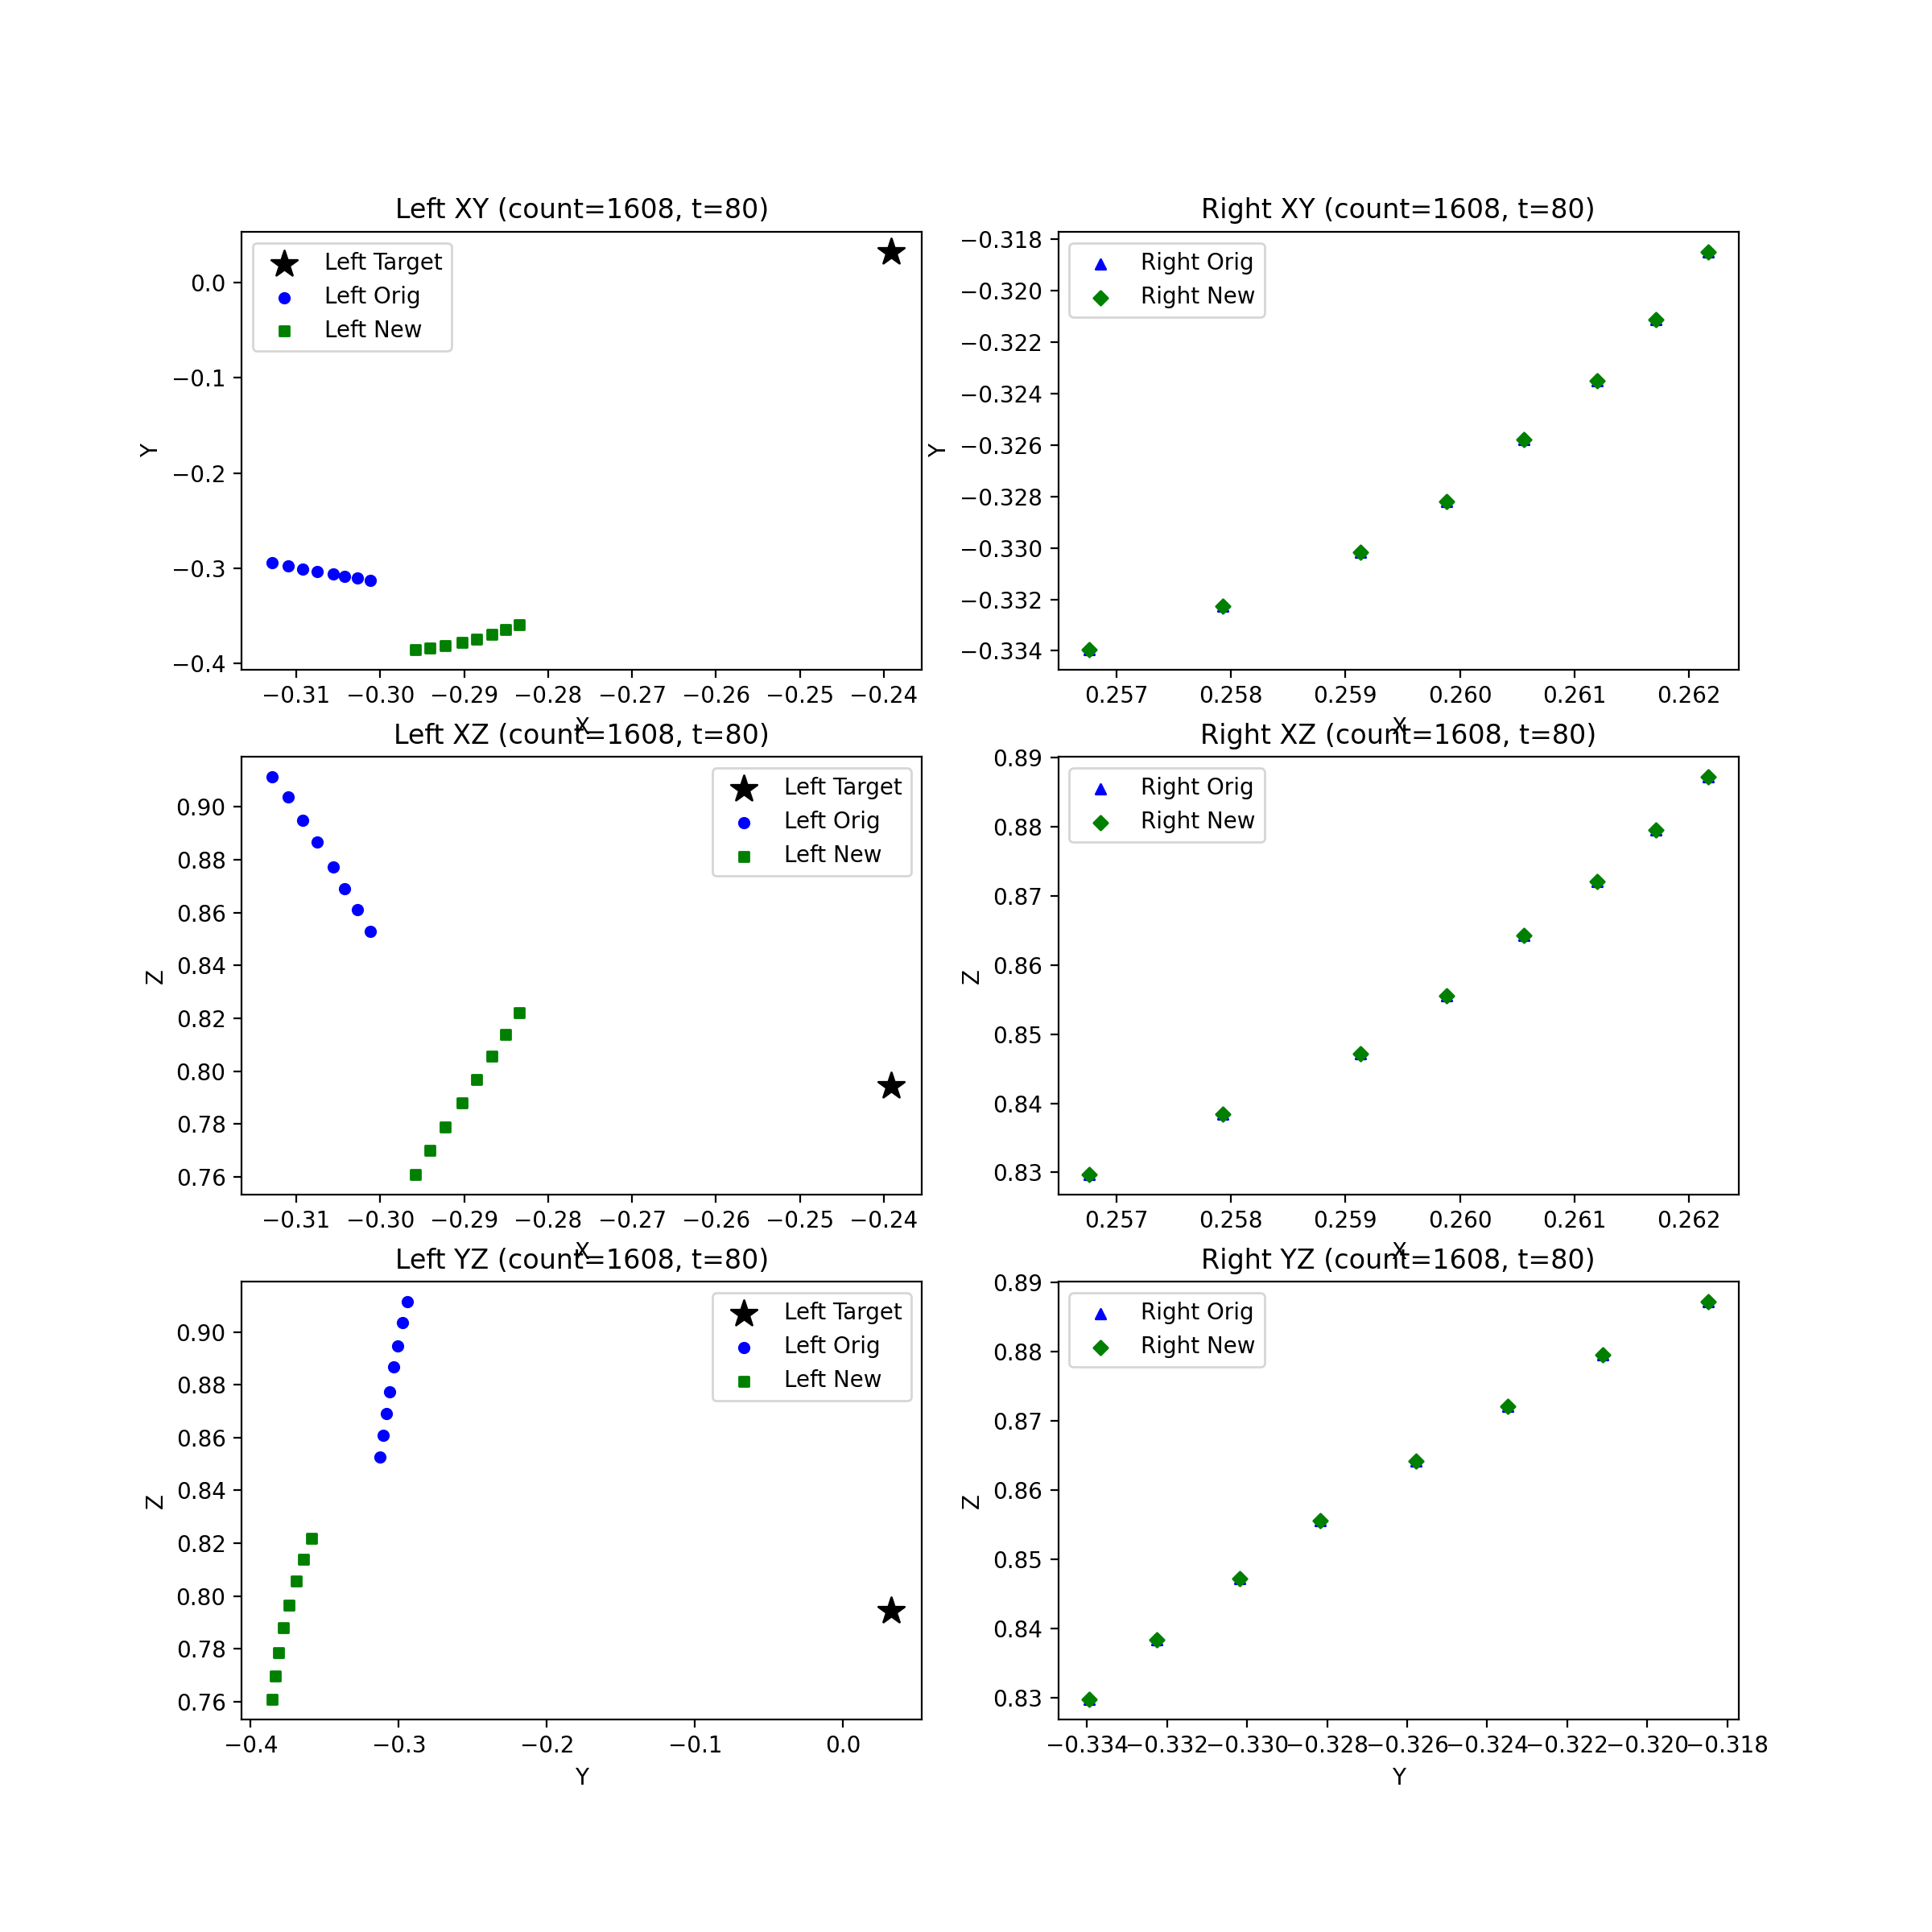 Left XY (count=1608, t=80)
Left Target
Left Orig
Left New
0.0
−0.1
−0.2
−0.3
−0.4
Y
−0.31 −0.30 −0.29 −0.28 −0.27 −0.26 −0.25 −0.24
X
Right XY (count=1608, t=80)
Right Orig
Right New
−0.318
−0.320
−0.322
−0.324
−0.326
−0.328
−0.330
−0.332
−0.334
Y
0.257 0.258 0.259 0.260 0.261 0.262
X
Left XZ (count=1608, t=80)
Left Target
Left Orig
Left New
0.90
0.88
0.86
0.84
0.82
0.80
0.78
0.76
Z
−0.31 −0.30 −0.29 −0.28 −0.27 −0.26 −0.25 −0.24
X
Right XZ (count=1608, t=80)
Right Orig
Right New
0.89
0.88
0.87
0.86
0.85
0.84
0.83
Z
0.257 0.258 0.259 0.260 0.261 0.262
X
Left YZ (count=1608, t=80)
Left Target
Left Orig
Left New
0.90
0.88
0.86
0.84
0.82
0.80
0.78
0.76
Z
−0.4 −0.3 −0.2 −0.1 0.0
Y
Right YZ (count=1608, t=80)
Right Orig
Right New
0.89
0.88
0.87
0.86
0.85
0.84
0.83
Z
−0.334 −0.332 −0.330 −0.328 −0.326 −0.324 −0.322 −0.320 −0.318
Y